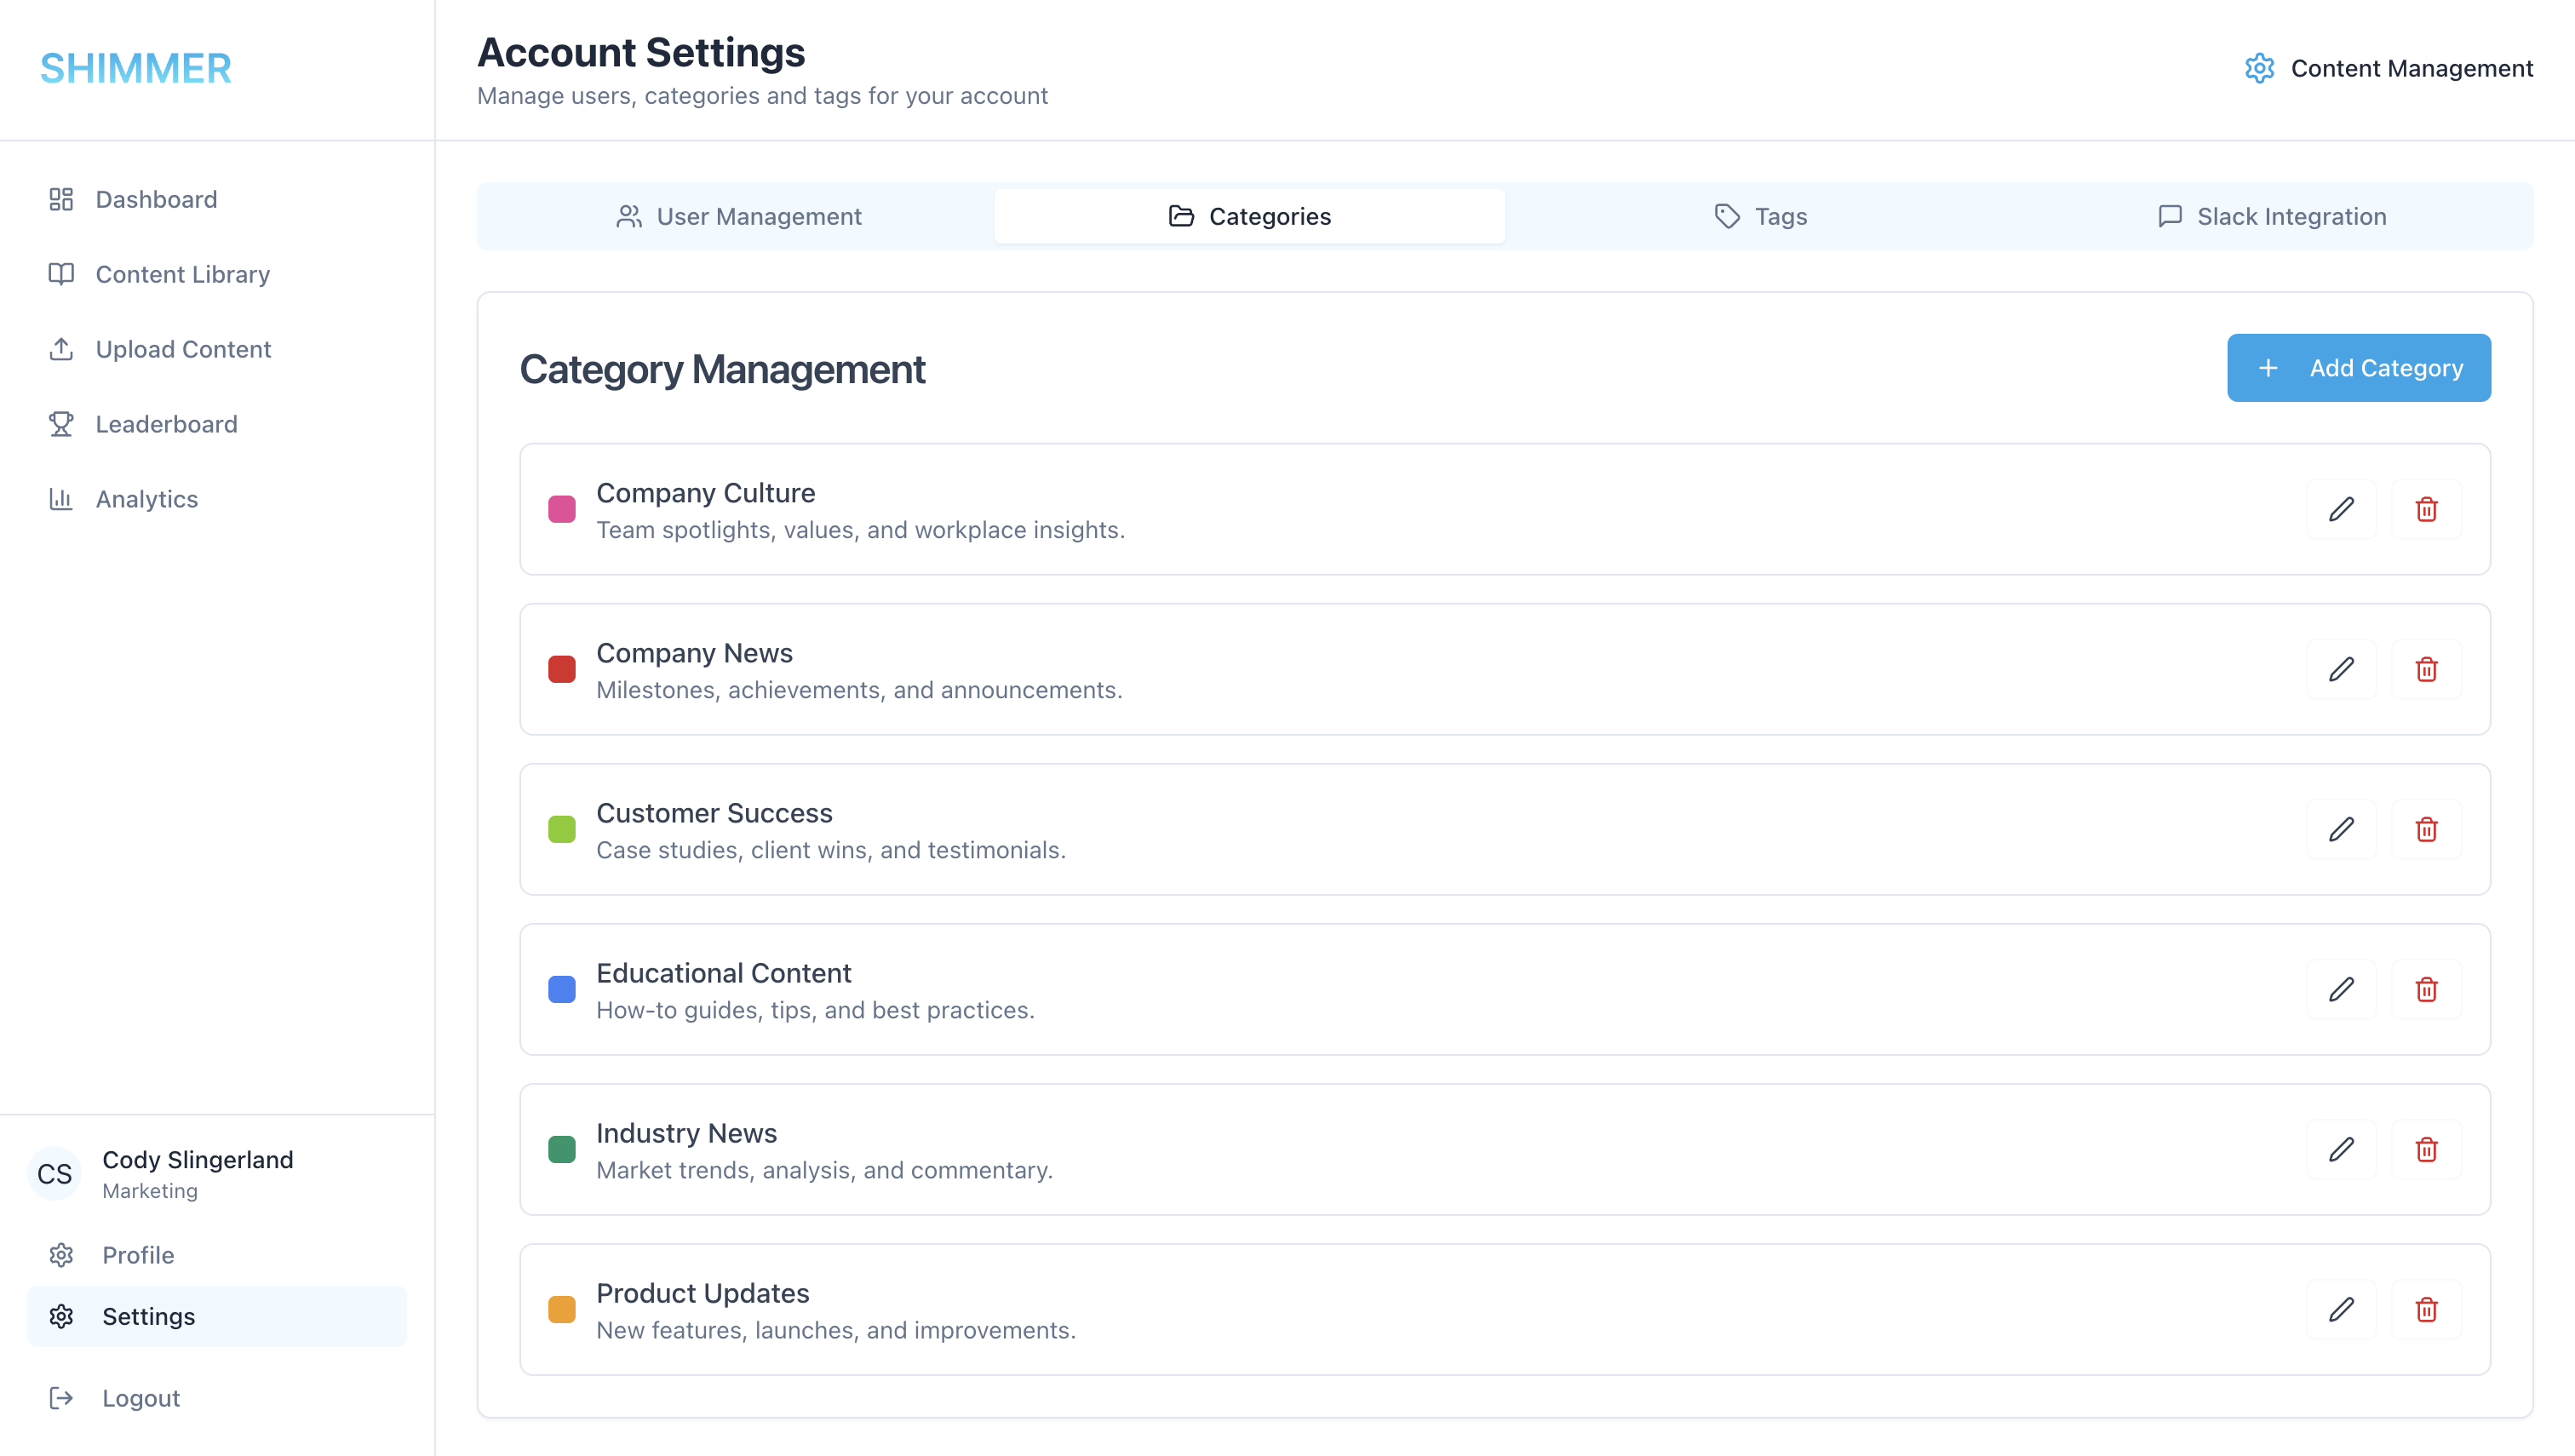 SHIMMER
Account Settings
Manage users, categories and tags for your account
Content Management
Dashboard
Content Library
Upload Content
Leaderboard
Analytics
User Management
Categories
Tags
Slack Integration
Category Management
Add Category
Company Culture
Team spotlights, values, and workplace insights.
Company News
Milestones, achievements, and announcements.
Customer Success
Case studies, client wins, and testimonials.
Educational Content
How-to guides, tips, and best practices.
Industry News
Market trends, analysis, and commentary.
Product Updates
New features, launches, and improvements.
CS
Cody Slingerland
Marketing
Profile
Settings
Logout